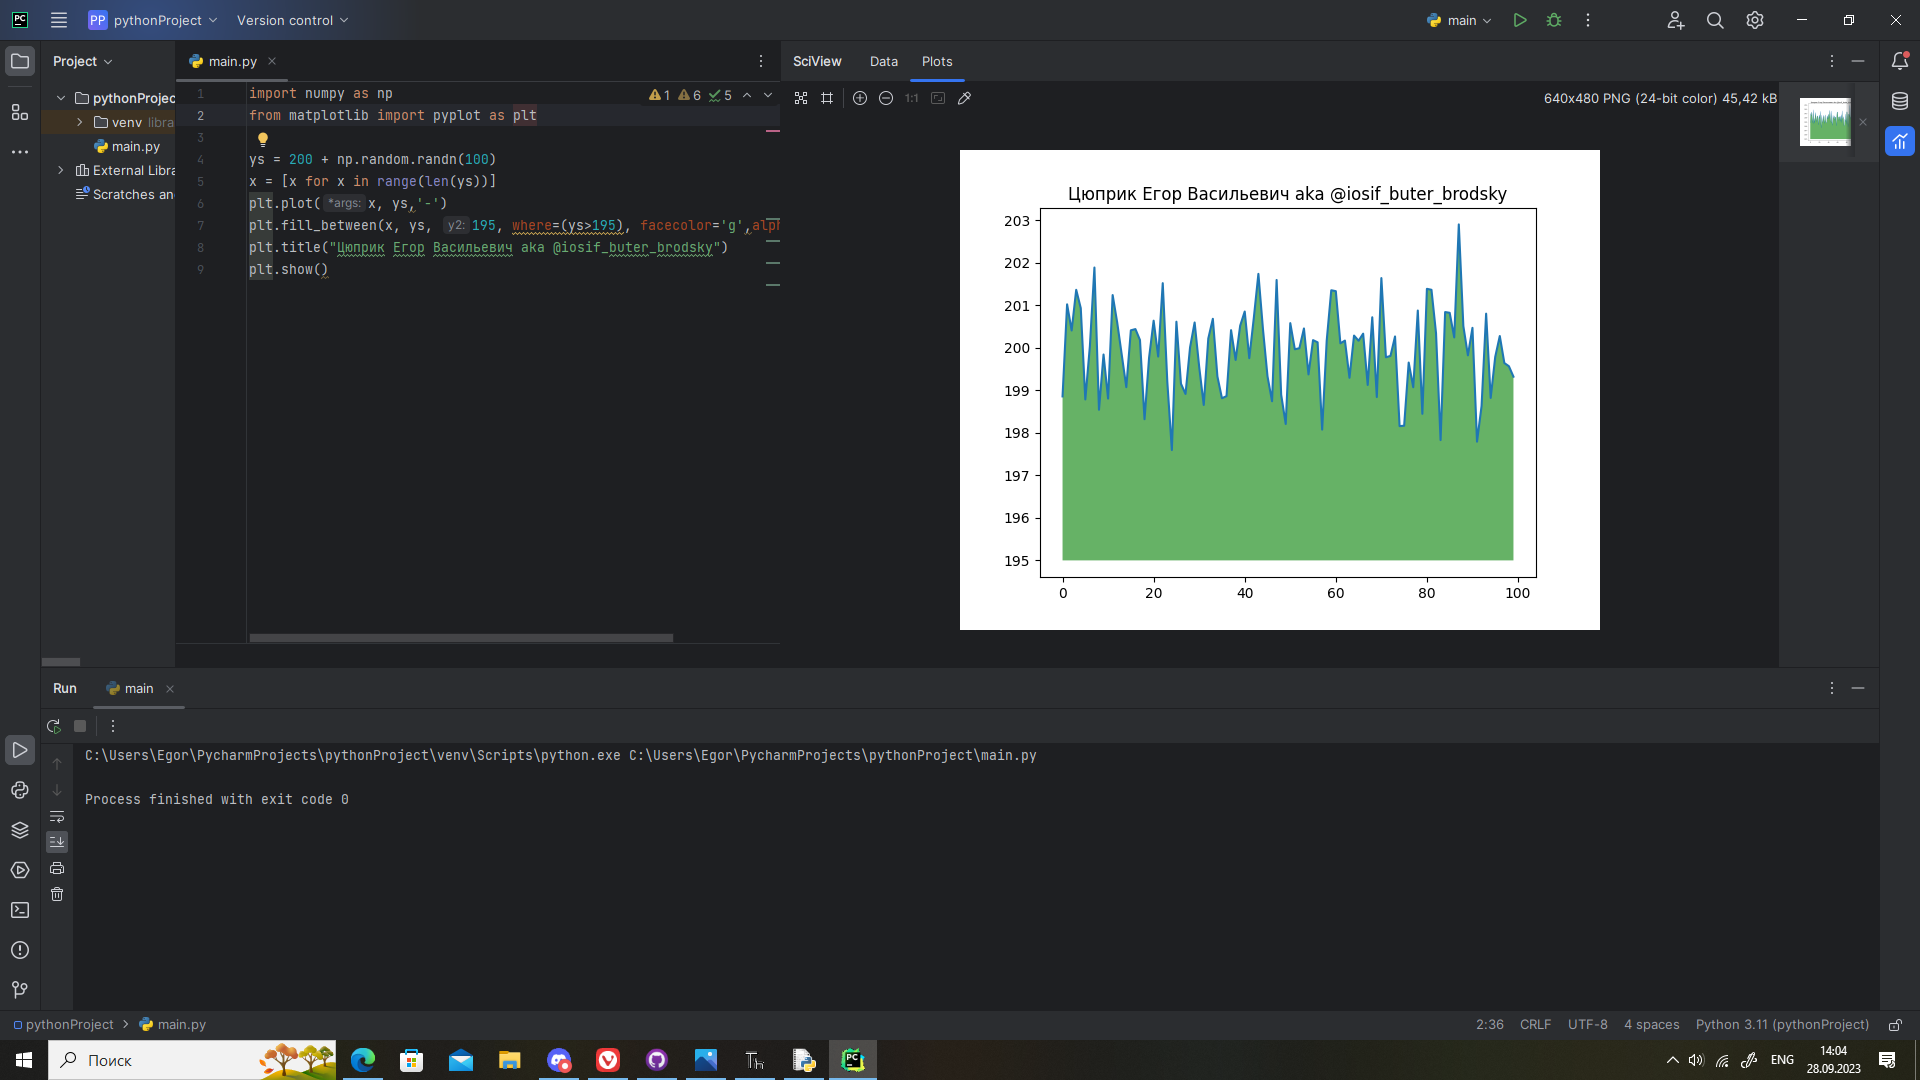 PC PP pythonProject Version control main
Project main.py SciView Data Plots
pythonProjec
venv libra
main.py
External Libra
Scratches an
1 6 5
1 import numpy as np
2 from matplotlib import pyplot as plt
3
4 ys = 200 + np.random.randn(100)
5 x = [x for x in range(len(ys))]
6 plt.plot( *args: x, ys,'-')
7 plt.fill_between(x, ys, y2: 195, where=(ys>195), facecolor='g',alph
8 plt.title("Цюприк Егор Васильевич aka @iosif_buter_brodsky")
9 plt.show()
1:1 640x480 PNG (24-bit color) 45,42 kB
Цюприк Егор Васильевич aka @iosif_buter_brodsky
203
202
201
200
199
198
197
196
195
0 20 40 60 80 100
Run main
C:\Users\Egor\PycharmProjects\pythonProject\venv\Scripts\python.exe C:\Users\Egor\PycharmProjects\pythonProject\main.py
Process finished with exit code 0
pythonProject main.py 2:36 CRLF UTF-8 4 spaces Python 3.11 (pythonProject)
Поиск PC ENG 14:04
28.09.2023